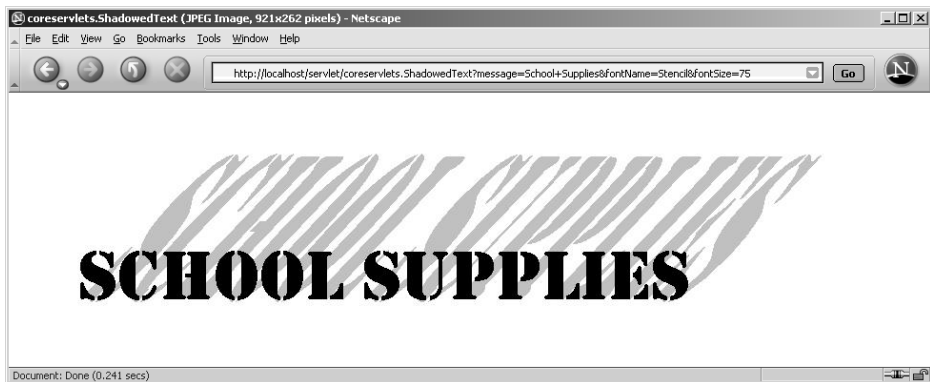 coreservlets.ShadowedText (JPEG Image, 921x262 pixels) - Netscape
File Edit View Go Bookmarks Tools Window Help
http://localhost/servlet/coreservlets.ShadowedText?message=School+Supplies&fontName=Stencil&fontSize=75 Go N
SCHOOL SUPPLIES
SCHOOL SUPPLIES
Document: Done (0.241 secs)